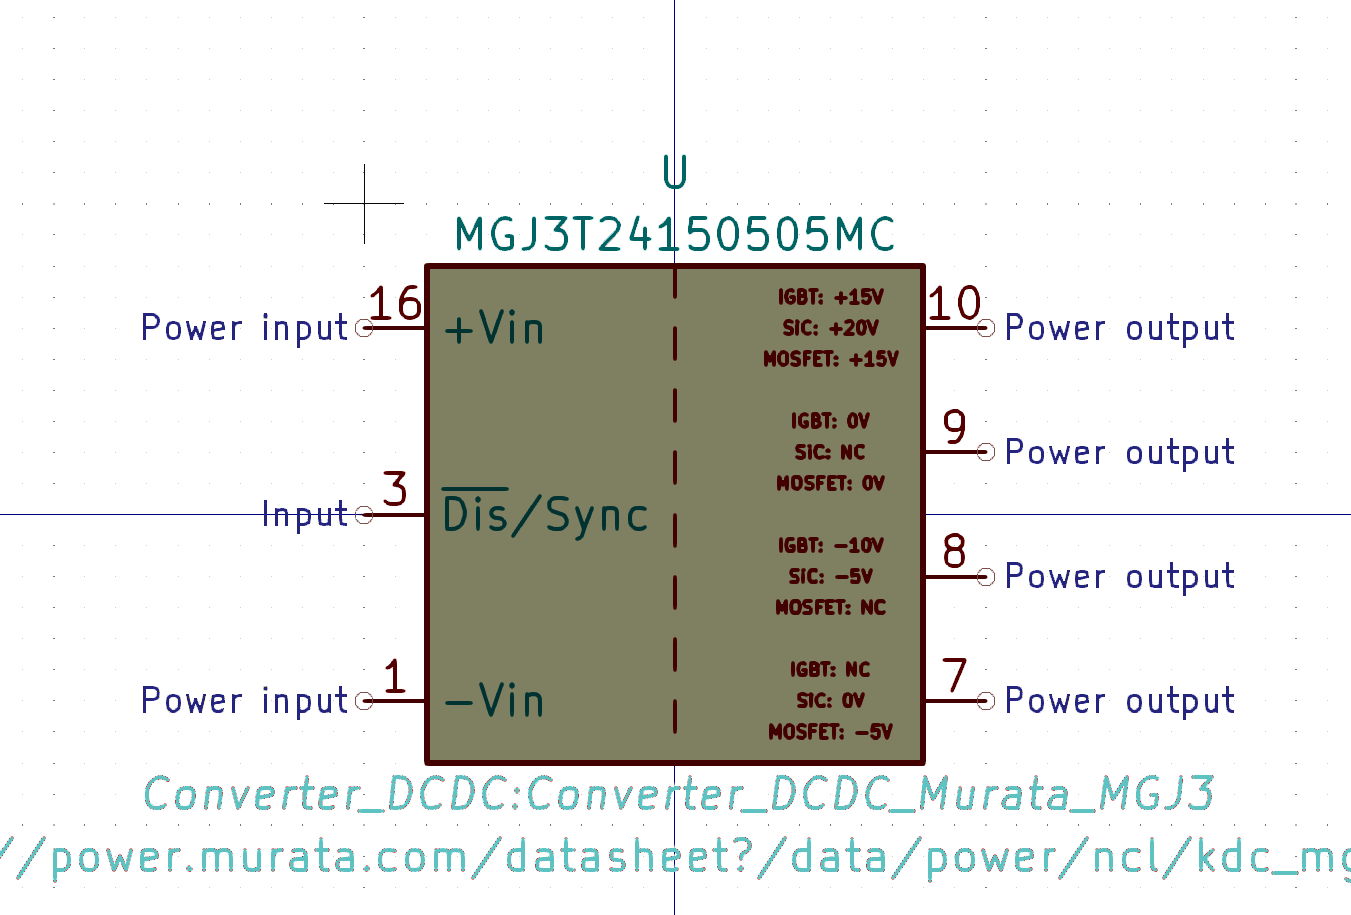 U
MGJ3T24150505MC
Power input
16
+Vin
IGBT: +15V
SIC: +20V
MOSFET: +15V
10
Power output
IGBT: 0V
SIC: NC
MOSFET: 0V
9
Power output
Input
3
Dis/Sync
IGBT: -10V
SIC: -5V
MOSFET: NC
8
Power output
Power input
1
-Vin
IGBT: NC
SIC: 0V
MOSFET: -5V
7
Power output
Converter_DCDC:Converter_DCDC_Murata_MGJ3
//power.murata.com/datasheet?/data/power/ncl/kdc_mg